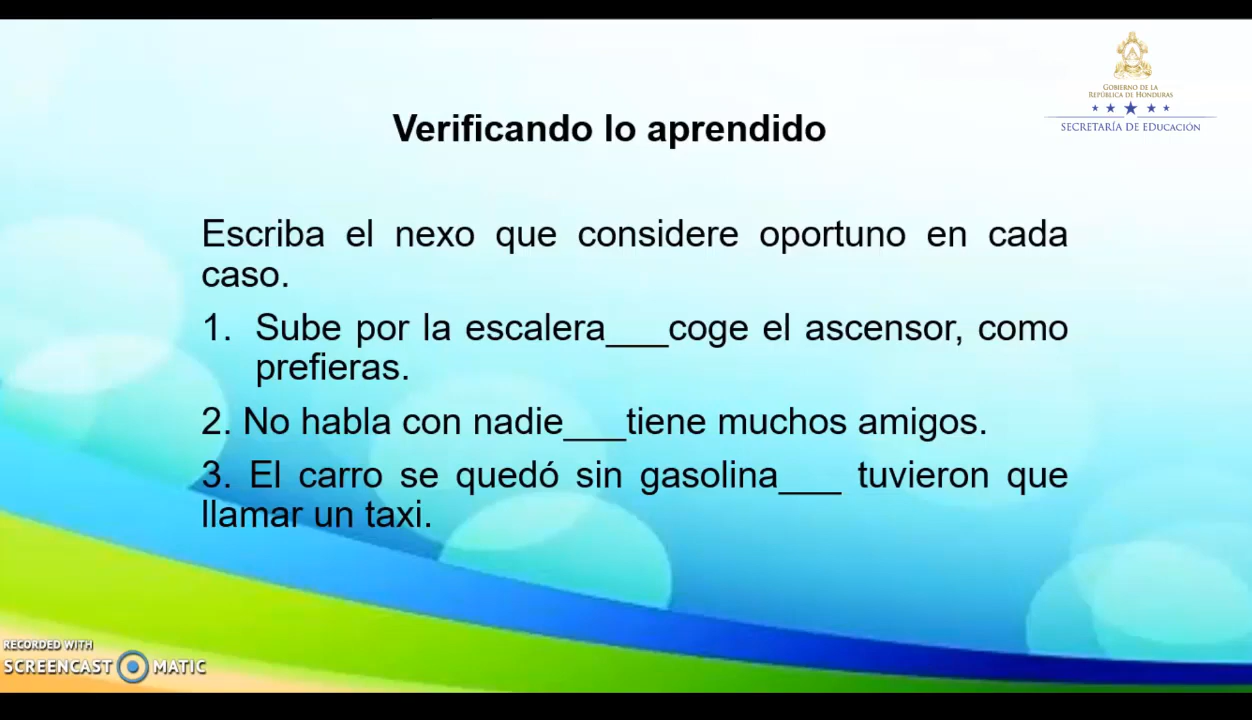 GOBIERNO DE LA
REPÚBLICA DE HONDURAS
SECRETARÍA DE EDUCACIÓN
Verificando lo aprendido
Escriba el nexo que considere oportuno en cada
caso.
1. Sube por la escalera___coge el ascensor, como
prefieras.
2. No habla con nadie___tiene muchos amigos.
3. El carro se quedó sin gasolina___ tuvieron que
llamar un taxi.
RECORDED WITH
SCREENCAST MATIC